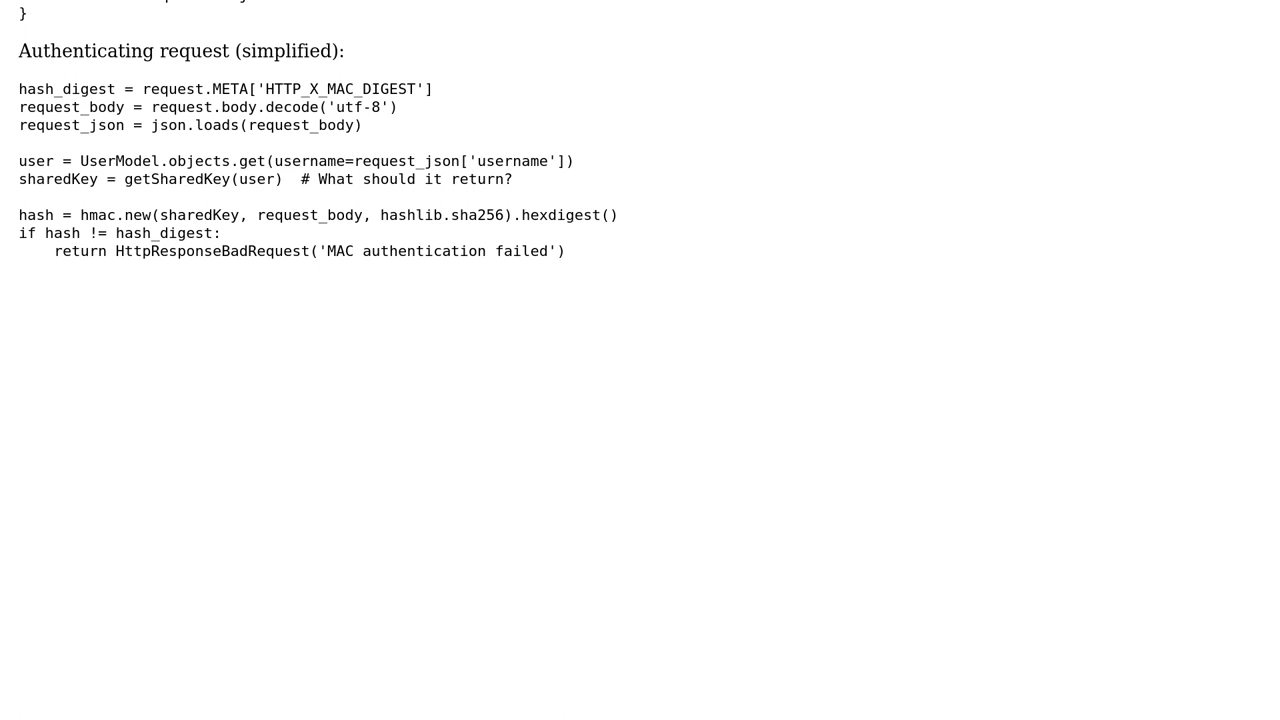 }
Authenticating request (simplified):
hash_digest = request.META['HTTP_X_MAC_DIGEST']
request_body = request.body.decode('utf-8')
request_json = json.loads(request_body)
user = UserModel.objects.get(username=request_json['username'])
sharedKey = getSharedKey(user)  # What should it return?
hash = hmac.new(sharedKey, request_body, hashlib.sha256).hexdigest()
if hash != hash_digest:
    return HttpResponseBadRequest('MAC authentication failed')